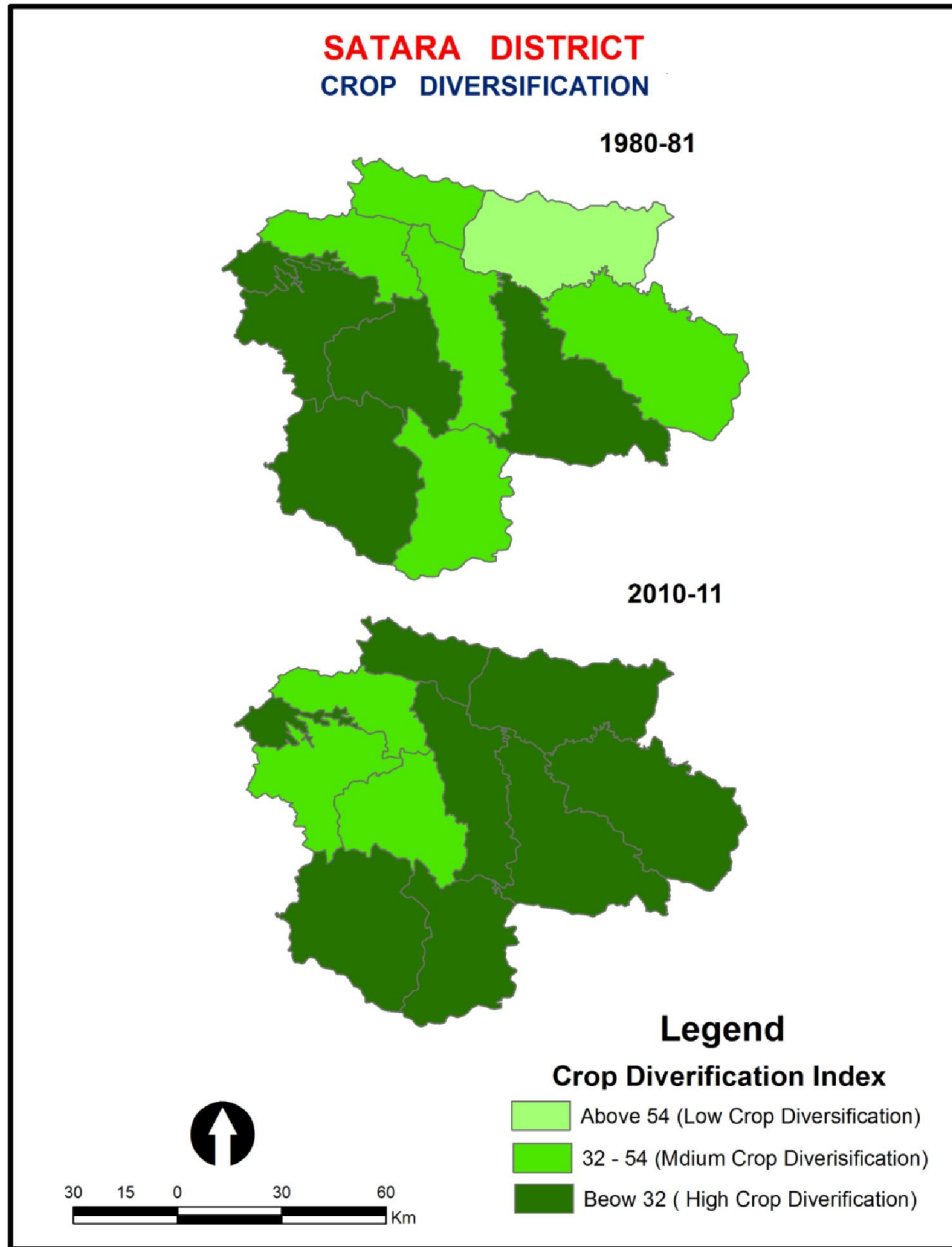 SATARA DISTRICT
CROP DIVERSIFICATION
1980-81
2010-11
Legend
Crop Diverification Index
Above 54 (Low Crop Diversification)
32 - 54 (Mdium Crop Diverisification)
Beow 32 ( High Crop Diverification)
30 15 0 30 60
Km